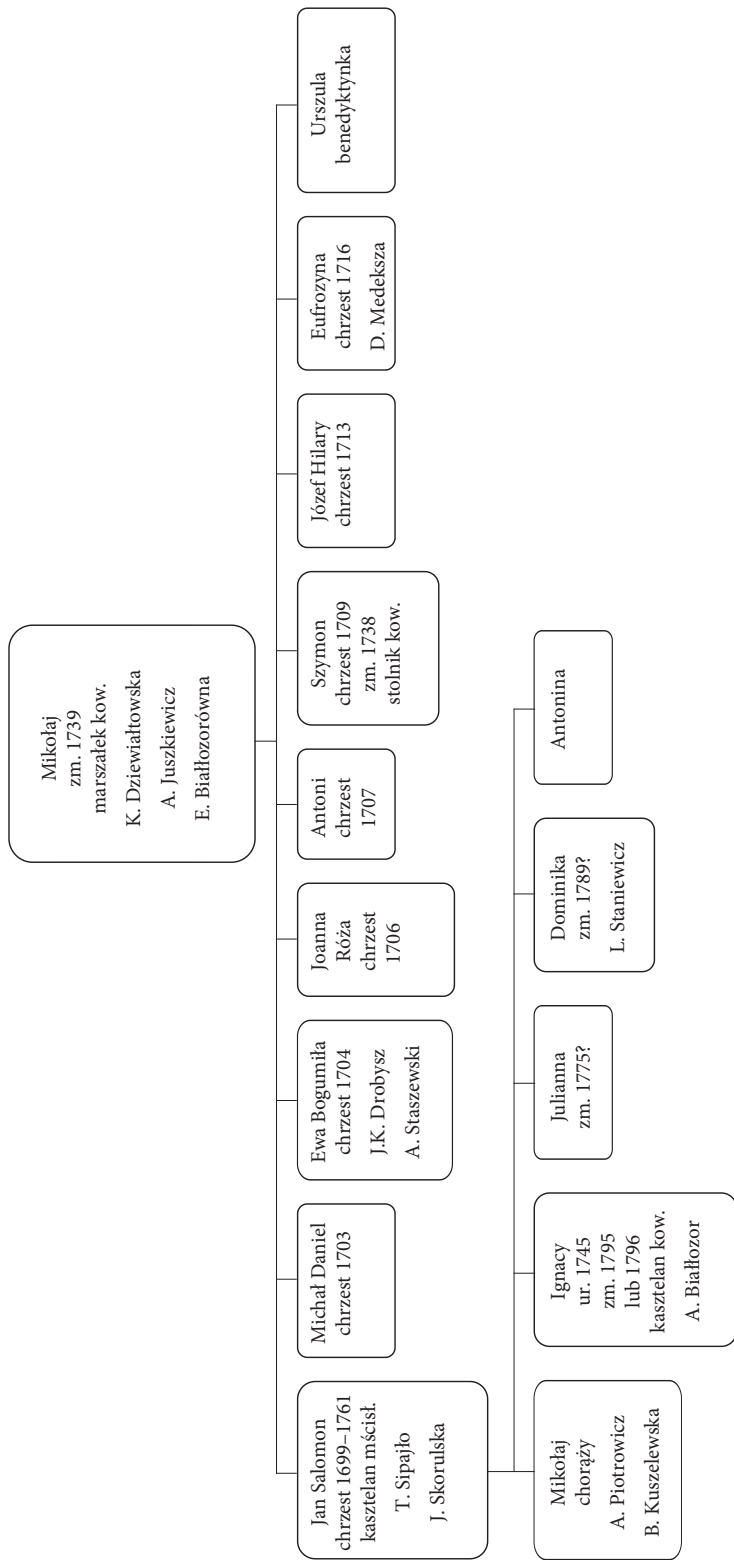 Mikołaj
zm. 1739
marszałek kow.
K. Dziewiałtowska
A. Juszkiewicz
E. Białłozorówna
Jan Salomon
chrzest 1699–1761
kasztelan mścisł.
T. Sipajło
J. Skorulska
Michał Daniel
chrzest 1703
Ewa Bogumiła
chrzest 1704
J.K. Drobysz
A. Staszewski
Joanna
Róża
chrzest
1706
Antoni
chrzest
1707
Szymon
chrzest 1709
zm. 1738
stolnik kow.
Józef Hilary
chrzest 1713
Eufrozyna
chrzest 1716
D. Medeksza
Urszula
benedyktynka
Mikołaj
chorąży
A. Piotrowicz
B. Kuszelewska
Ignacy
ur. 1745
zm. 1795
lub 1796
kasztelan kow.
A. Białłozor
Julianna
zm. 1775?
Dominika
zm. 1789?
L. Staniewicz
Antonina